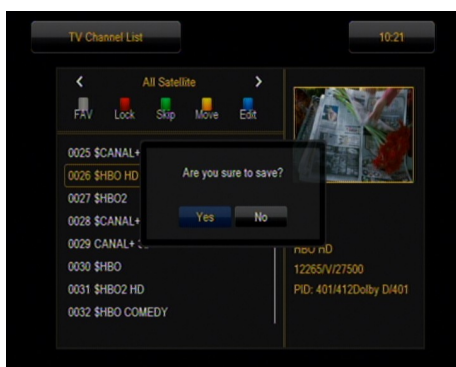 TV Channel List
10:21
All Satellite
FAV Lock Skip Move Edit
0025 $CANAL+
0026 $HBO HD
0027 $HBO2
0028 $CANAL+
0029 CANAL+
0030 $HBO
0031 $HBO2 HD
0032 $HBO COMEDY
Are you sure to save?
Yes No
HBO HD
12265/V/27500
PID: 401/412Dolby D/401